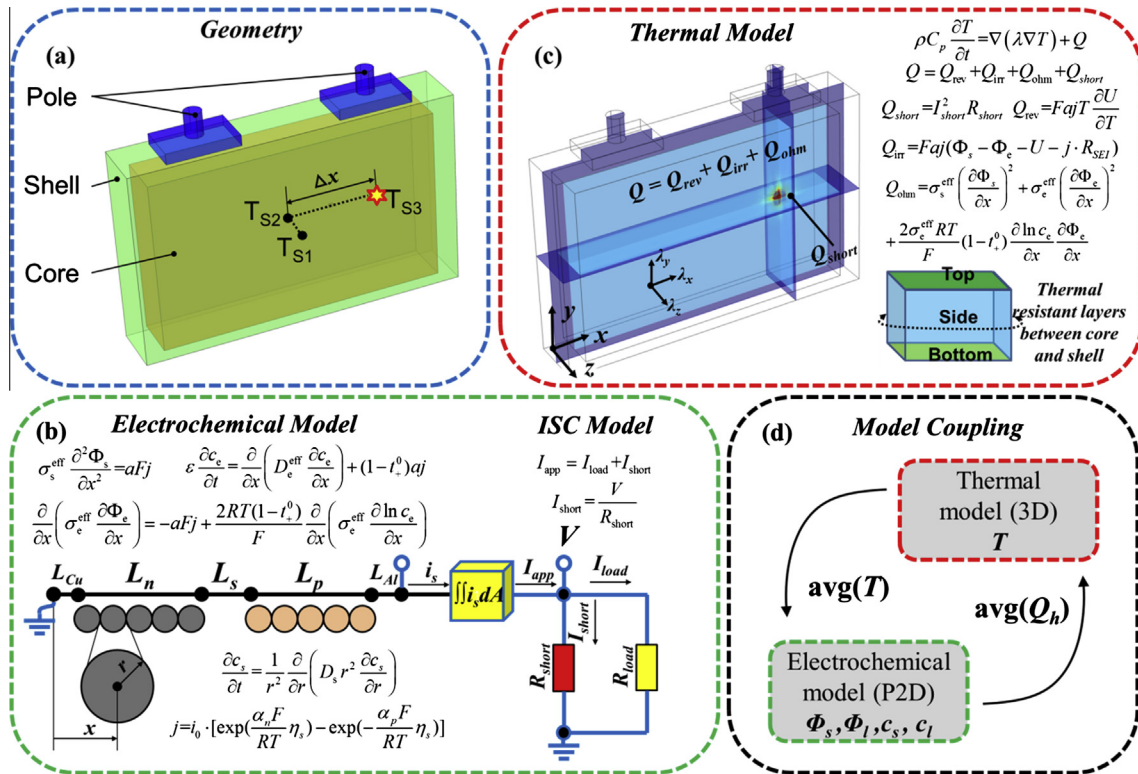 (a)
Geometry
Pole
Shell
Core
Δx
T_S2
T_S3
T_S1
(c)
Thermal Model
ρC_p ∂T/∂t=∇(λ∇T)+Q
Q=Q_rev+Q_irr+Q_ohm+Q_short
Q_short=I²_short R_short Q_rev=FajT ∂U/∂T
Q_irr=Faj(Φ_s−Φ_e−U−j·R_SEI)
Q_ohm=σ_s^eff(∂Φ_s/∂x)²+σ_e^eff(∂Φ_e/∂x)²
+ 2σ_e^eff RT/F (1−t_+^0) ∂ln c_e/∂x ∂Φ_e/∂x
Q=Q_rev+Q_irr+Q_ohm
Q_short
λ_y
λ_x
λ_z
y
x
z
Top
Side
Bottom
Thermal
resistant layers
between core
and shell
(b)
Electrochemical Model
σ_s^eff ∂²Φ_s/∂x²=aFj ε ∂c_e/∂t=∂/∂x(D_e^eff ∂c_e/∂x)+(1−t_+^0)aj
∂/∂x(σ_e^eff ∂Φ_e/∂x)=−aFj+ 2RT(1−t_+^0)/F ∂/∂x(σ_e^eff ∂ln c_e/∂x)
L_Cu
L_n
L_s
L_p
L_Al
i_s
∬i_s dA
r
x
∂c_s/∂t=1/r² ∂/∂r(D_s r² ∂c_s/∂r)
j=i_0·[exp(α_n F/RT η_s)−exp(−α_p F/RT η_s)]
ISC Model
I_app=I_load+I_short
I_short=V/R_short
V
I_app
I_load
I_short
R_short
R_load
(d)
Model Coupling
Thermal
model (3D)
T
avg(T)
avg(Q_h)
Electrochemical
model (P2D)
Φ_s,Φ_l,c_s,c_l